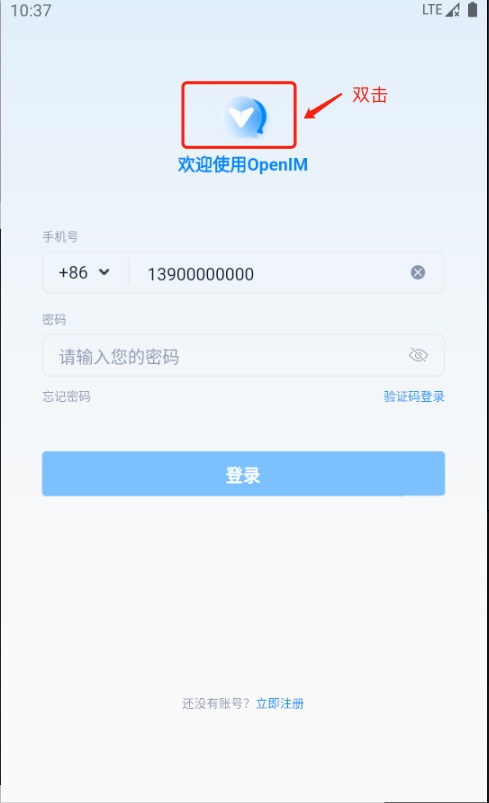 10:37 LTE
双击
欢迎使用OpenIM
手机号
+86 13900000000
密码
请输入您的密码
忘记密码 验证码登录
登录
还没有账号？立即注册